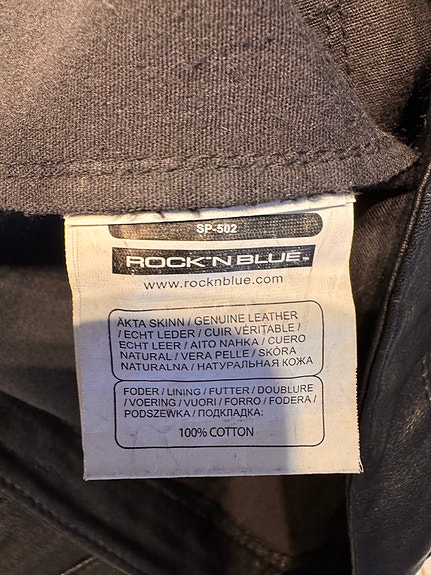 SP-502
ROCK'N BLUE™
www.rocknblue.com
ÄKTA SKINN / GENUINE LEATHER
/ ECHT LEDER / CUIR VÉRITABLE /
ECHT LEER / AITO NAHKA / CUERO
NATURAL / VERA PELLE / SKÓRA
NATURALNA / НАТУРАЛЬНАЯ КОЖА
FODER / LINING / FUTTER / DOUBLURE
/ VOERING / VUORI / FORRO / FODERA /
PODSZEWKA / ПОДКЛАДКА:
100% COTTON